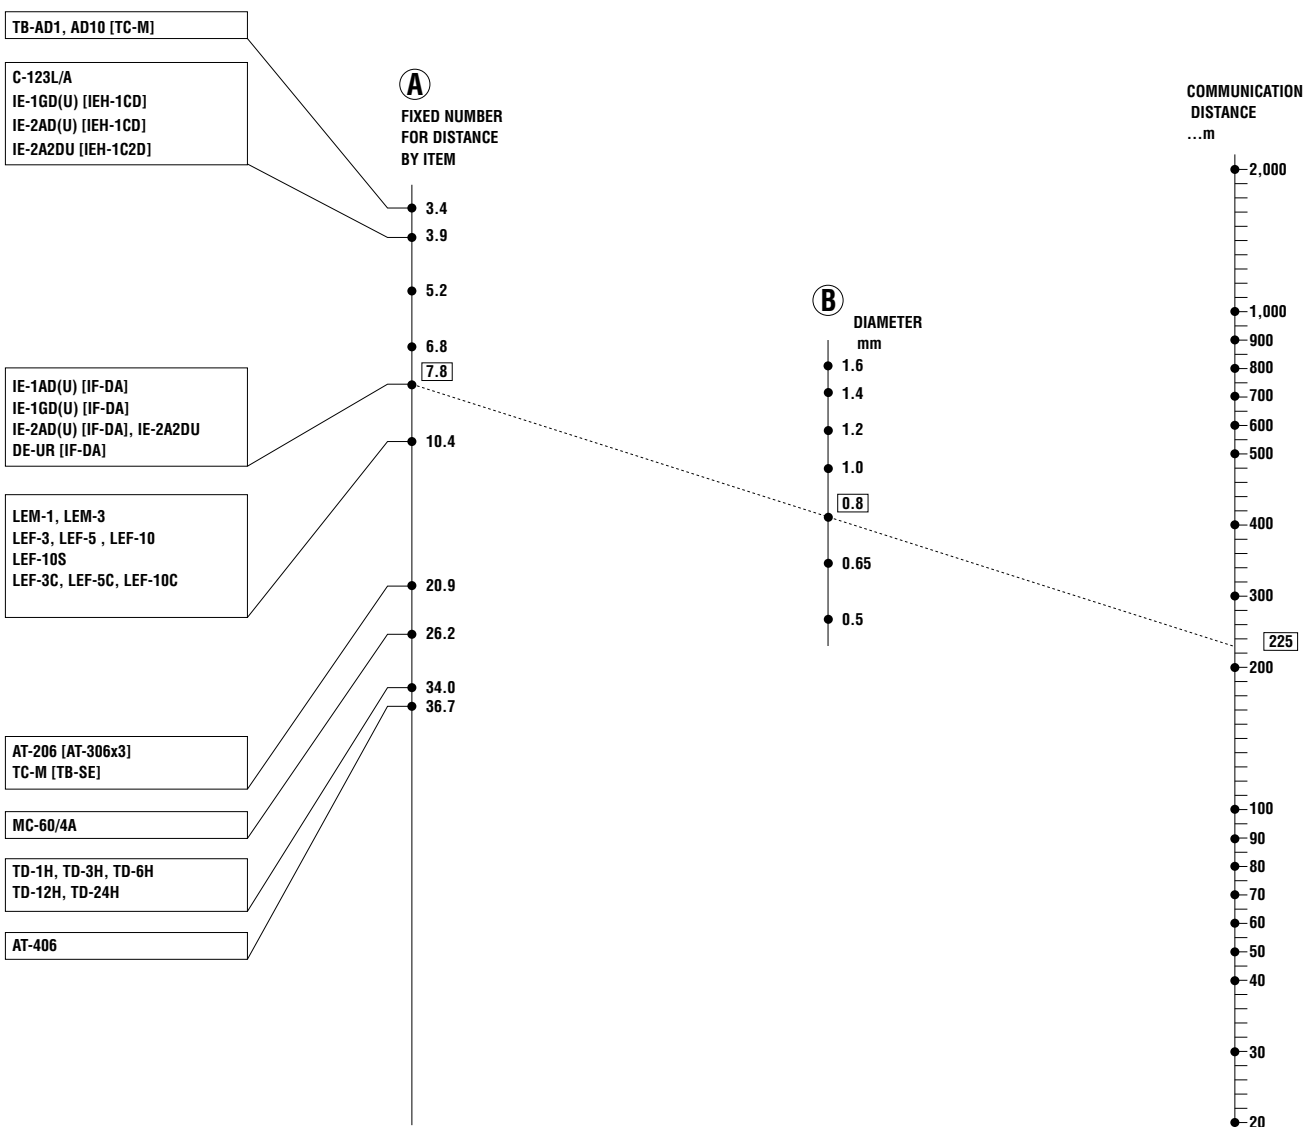 TB-AD1, AD10 [TC-M]
C-123L/A
IE-1GD(U) [IEH-1CD]
IE-2AD(U) [IEH-1CD]
IE-2A2DU [IEH-1C2D]
IE-1AD(U) [IF-DA]
IE-1GD(U) [IF-DA]
IE-2AD(U) [IF-DA], IE-2A2DU
DE-UR [IF-DA]
LEM-1, LEM-3
LEF-3, LEF-5 , LEF-10
LEF-10S
LEF-3C, LEF-5C, LEF-10C
AT-206 [AT-306x3]
TC-M [TB-SE]
MC-60/4A
TD-1H, TD-3H, TD-6H
TD-12H, TD-24H
AT-406
A
FIXED NUMBER
FOR DISTANCE
BY ITEM
3.4
3.9
5.2
6.8
7.8
10.4
20.9
26.2
34.0
36.7
B
DIAMETER
mm
1.6
1.4
1.2
1.0
0.8
0.65
0.5
COMMUNICATION
DISTANCE
...m
2,000
1,000
900
800
700
600
500
400
300
225
200
100
90
80
70
60
50
40
30
20